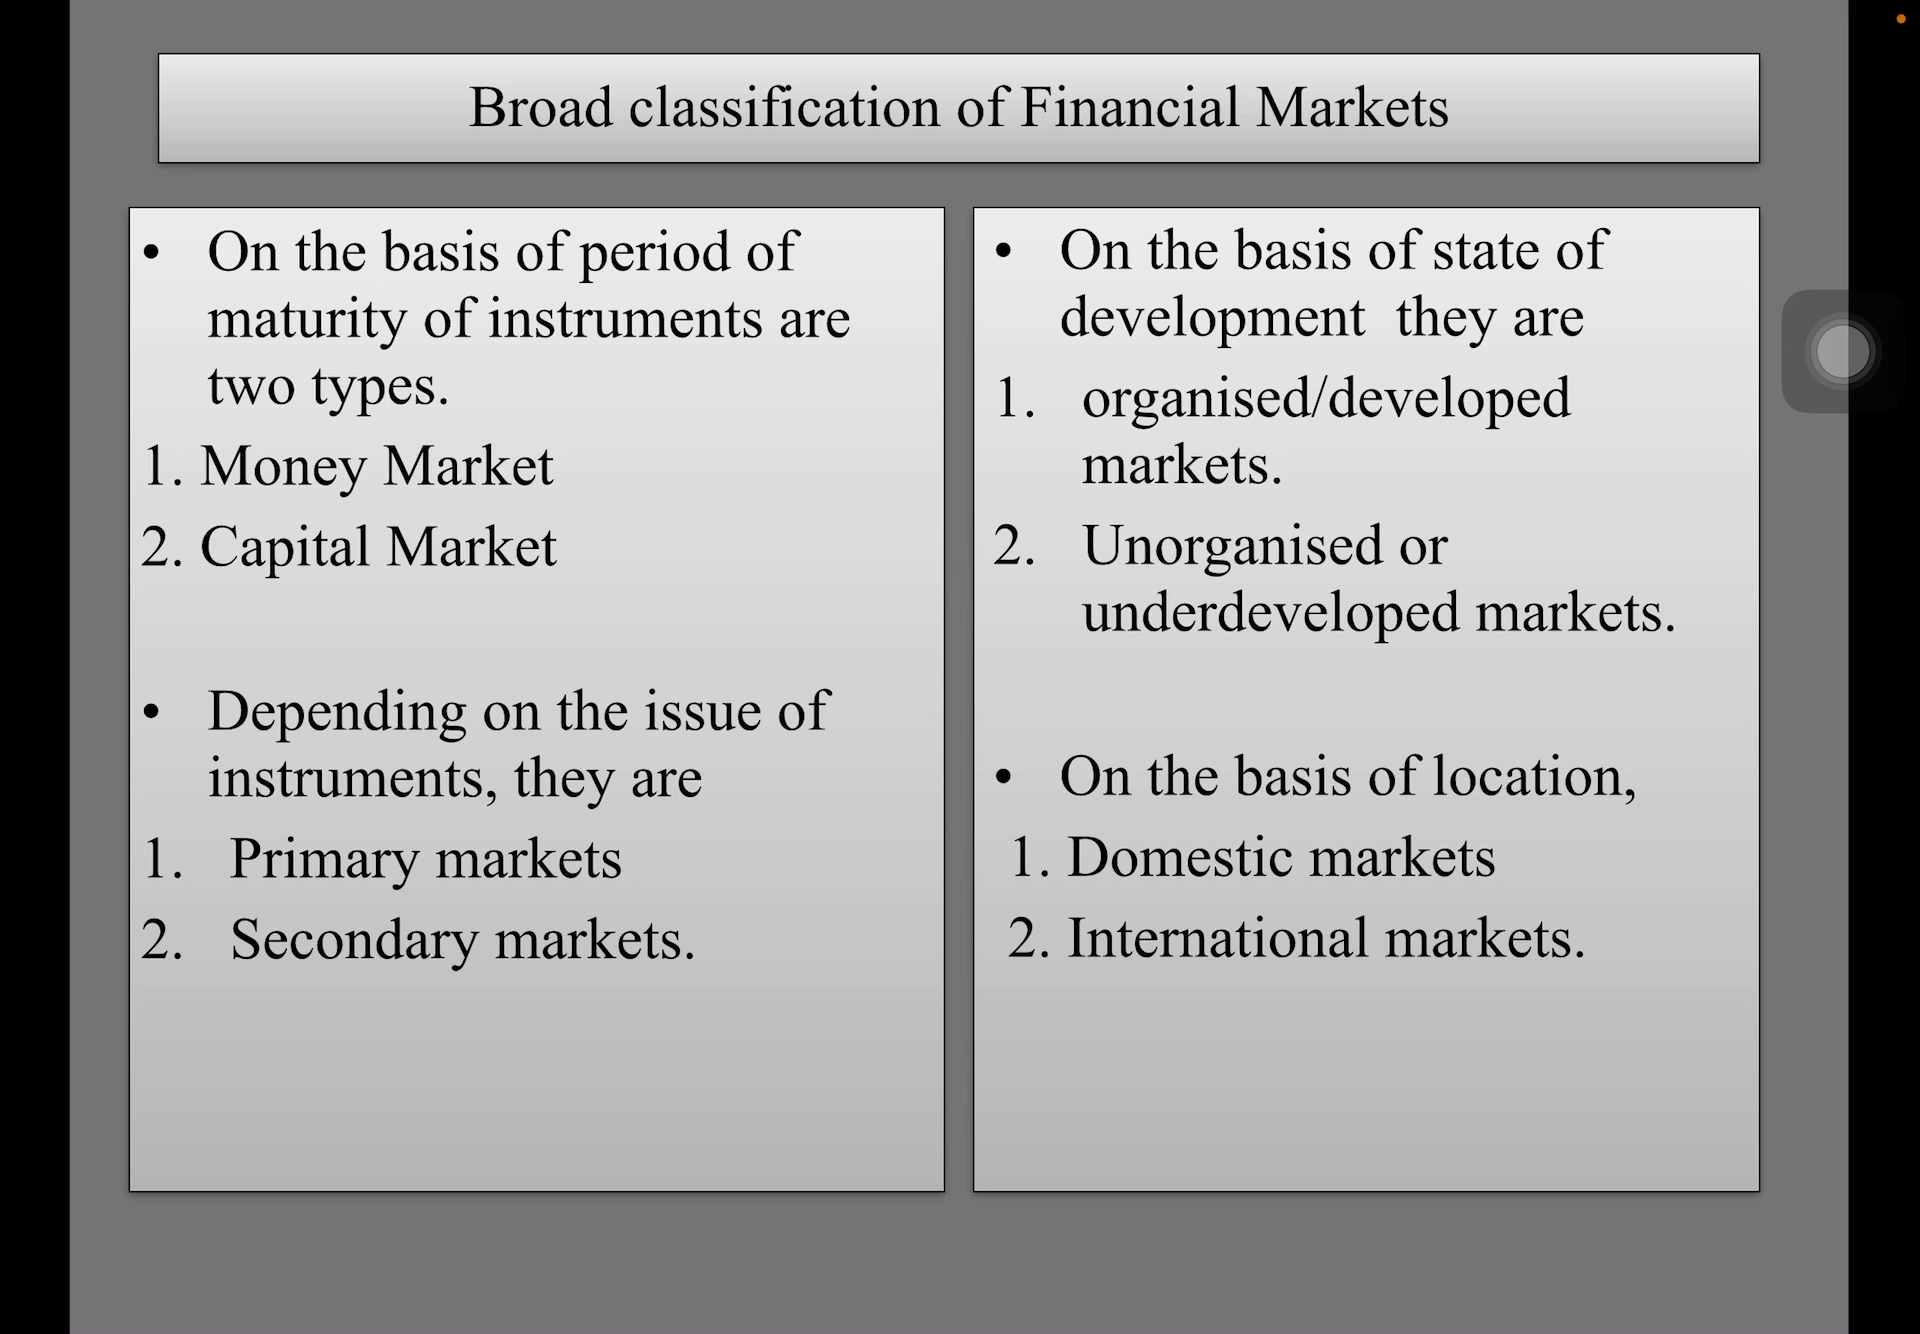 Broad classification of Financial Markets
• On the basis of period of
maturity of instruments are
two types.
1. Money Market
2. Capital Market
• Depending on the issue of
instruments, they are
1. Primary markets
2. Secondary markets.
• On the basis of state of
development  they are
1. organised/developed
markets.
2. Unorganised or
underdeveloped markets.
• On the basis of location,
1. Domestic markets
2. International markets.